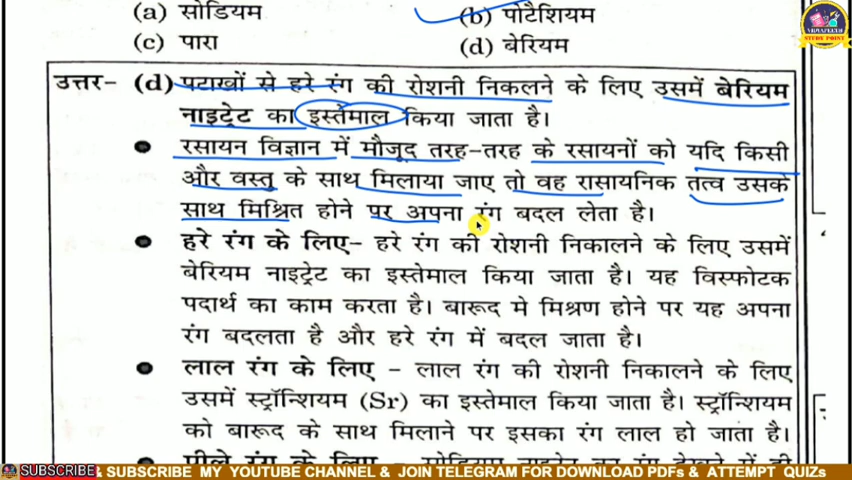 (a) सोडियम
(b) पोटैशियम
(c) पारा
(d) बेरियम
उत्तर- (d) पटाखों से हरे रंग की रोशनी निकलने के लिए उसमें बेरियम
नाइट्रेट का इस्तेमाल किया जाता है।
● रसायन विज्ञान में मौजूद तरह-तरह के रसायनों को यदि किसी
और वस्तु के साथ मिलाया जाए तो वह रासायनिक तत्व उसके
साथ मिश्रित होने पर अपना रंग बदल लेता है।
● हरे रंग के लिए- हरे रंग की रोशनी निकालने के लिए उसमें
बेरियम नाइट्रेट का इस्तेमाल किया जाता है। यह विस्फोटक
पदार्थ का काम करता है। बारूद मे मिश्रण होने पर यह अपना
रंग बदलता है और हरे रंग में बदल जाता है।
● लाल रंग के लिए - लाल रंग की रोशनी निकालने के लिए
उसमें स्ट्रॉन्शियम (Sr) का इस्तेमाल किया जाता है। स्ट्रॉन्शियम
को बारूद के साथ मिलाने पर इसका रंग लाल हो जाता है।
● पीले रंग के लिए -
SUBSCRIBE & SUBSCRIBE MY YOUTUBE CHANNEL & JOIN TELEGRAM FOR DOWNLOAD PDFs & ATTEMPT QUIZs
STUDY POINT